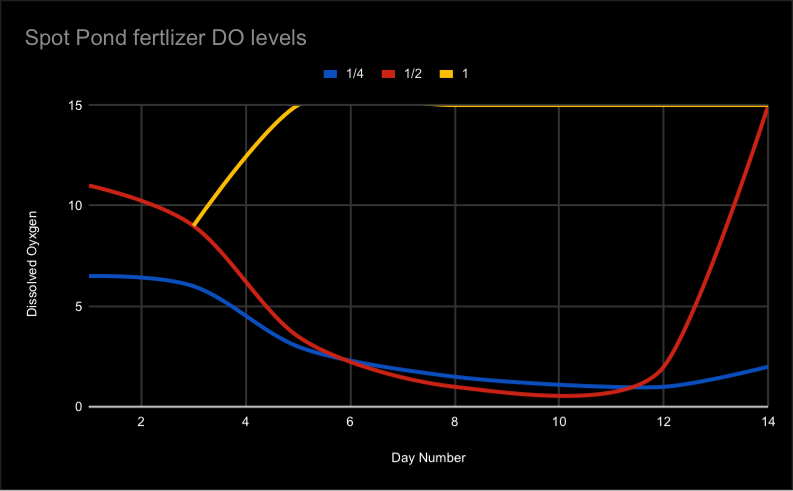 Spot Pond fertlizer DO levels
1/4 1/2 1
15
10
5
0
Dissolved Oyxgen
2 4 6 8 10 12 14
Day Number